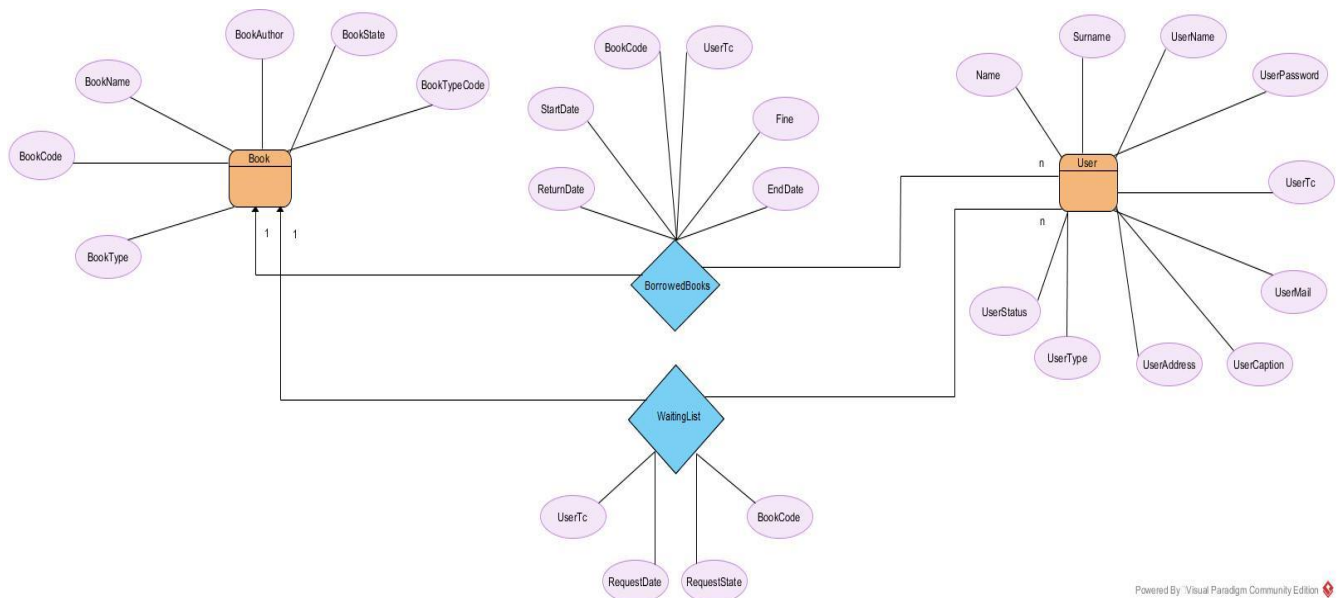 BookAuthor
BookState
BookName
BookTypeCode
BookCode
Book
BookType
1
1
BookCode
UserTc
StartDate
Fine
ReturnDate
EndDate
BorrowedBooks
WaitingList
UserTc
BookCode
RequestDate
RequestState
Surname
UserName
Name
UserPassword
n
User
UserTc
n
UserMail
UserStatus
UserType
UserAddress
UserCaption
Powered By Visual Paradigm Community Edition